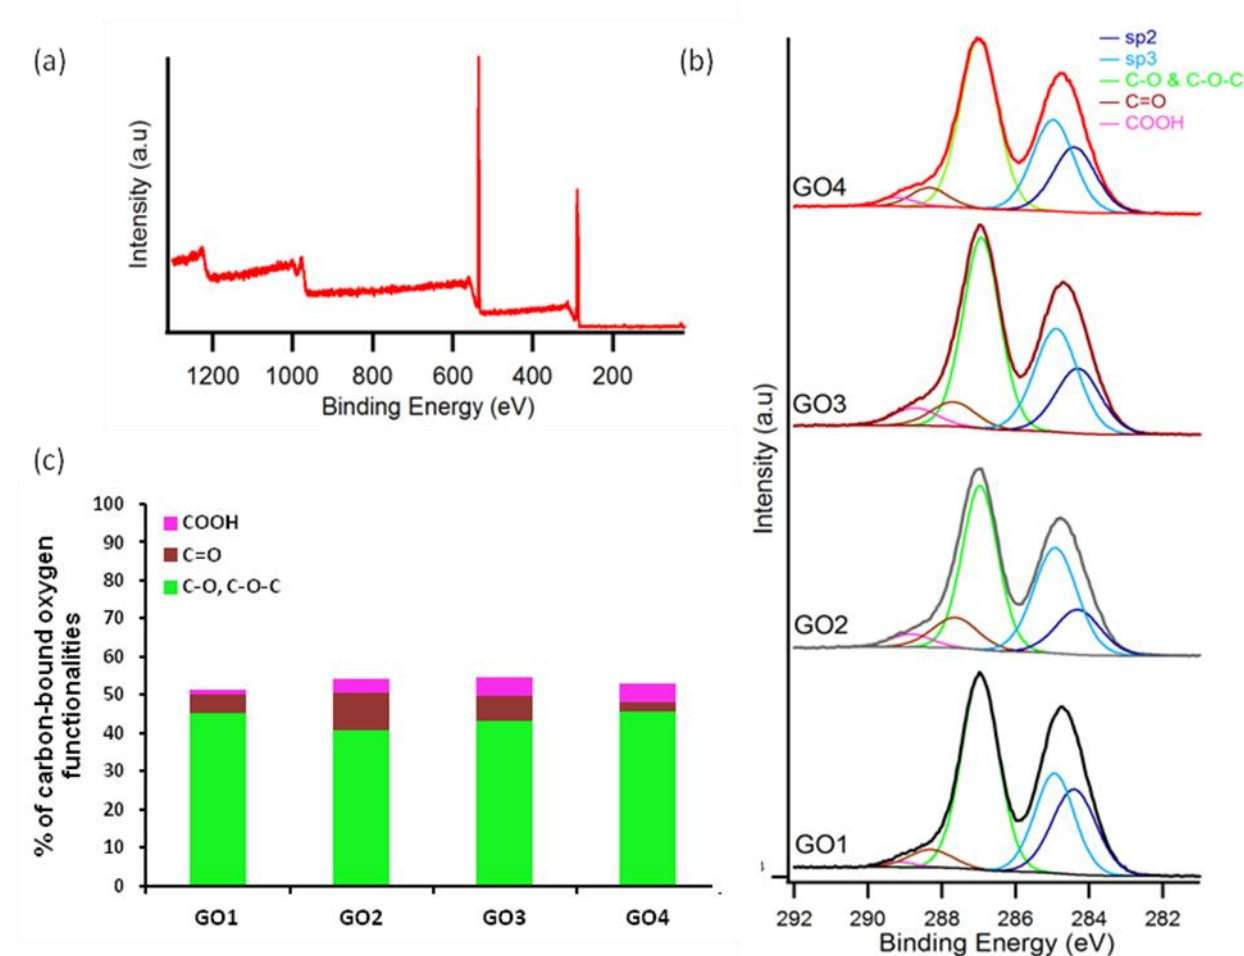 (a)
Intensity (a.u)
1200 1000 800 600 400 200
Binding Energy (eV)
(b)
sp2
sp3
C-O & C-O-C
C=O
COOH
GO4
GO3
GO2
GO1
Intensity (a.u)
292 290 288 286 284 282
Binding Energy (eV)
(c)
% of carbon-bound oxygen
functionalities
100
90
80
70
60
50
40
30
20
10
0
COOH
C=O
C-O, C-O-C
GO1 GO2 GO3 GO4